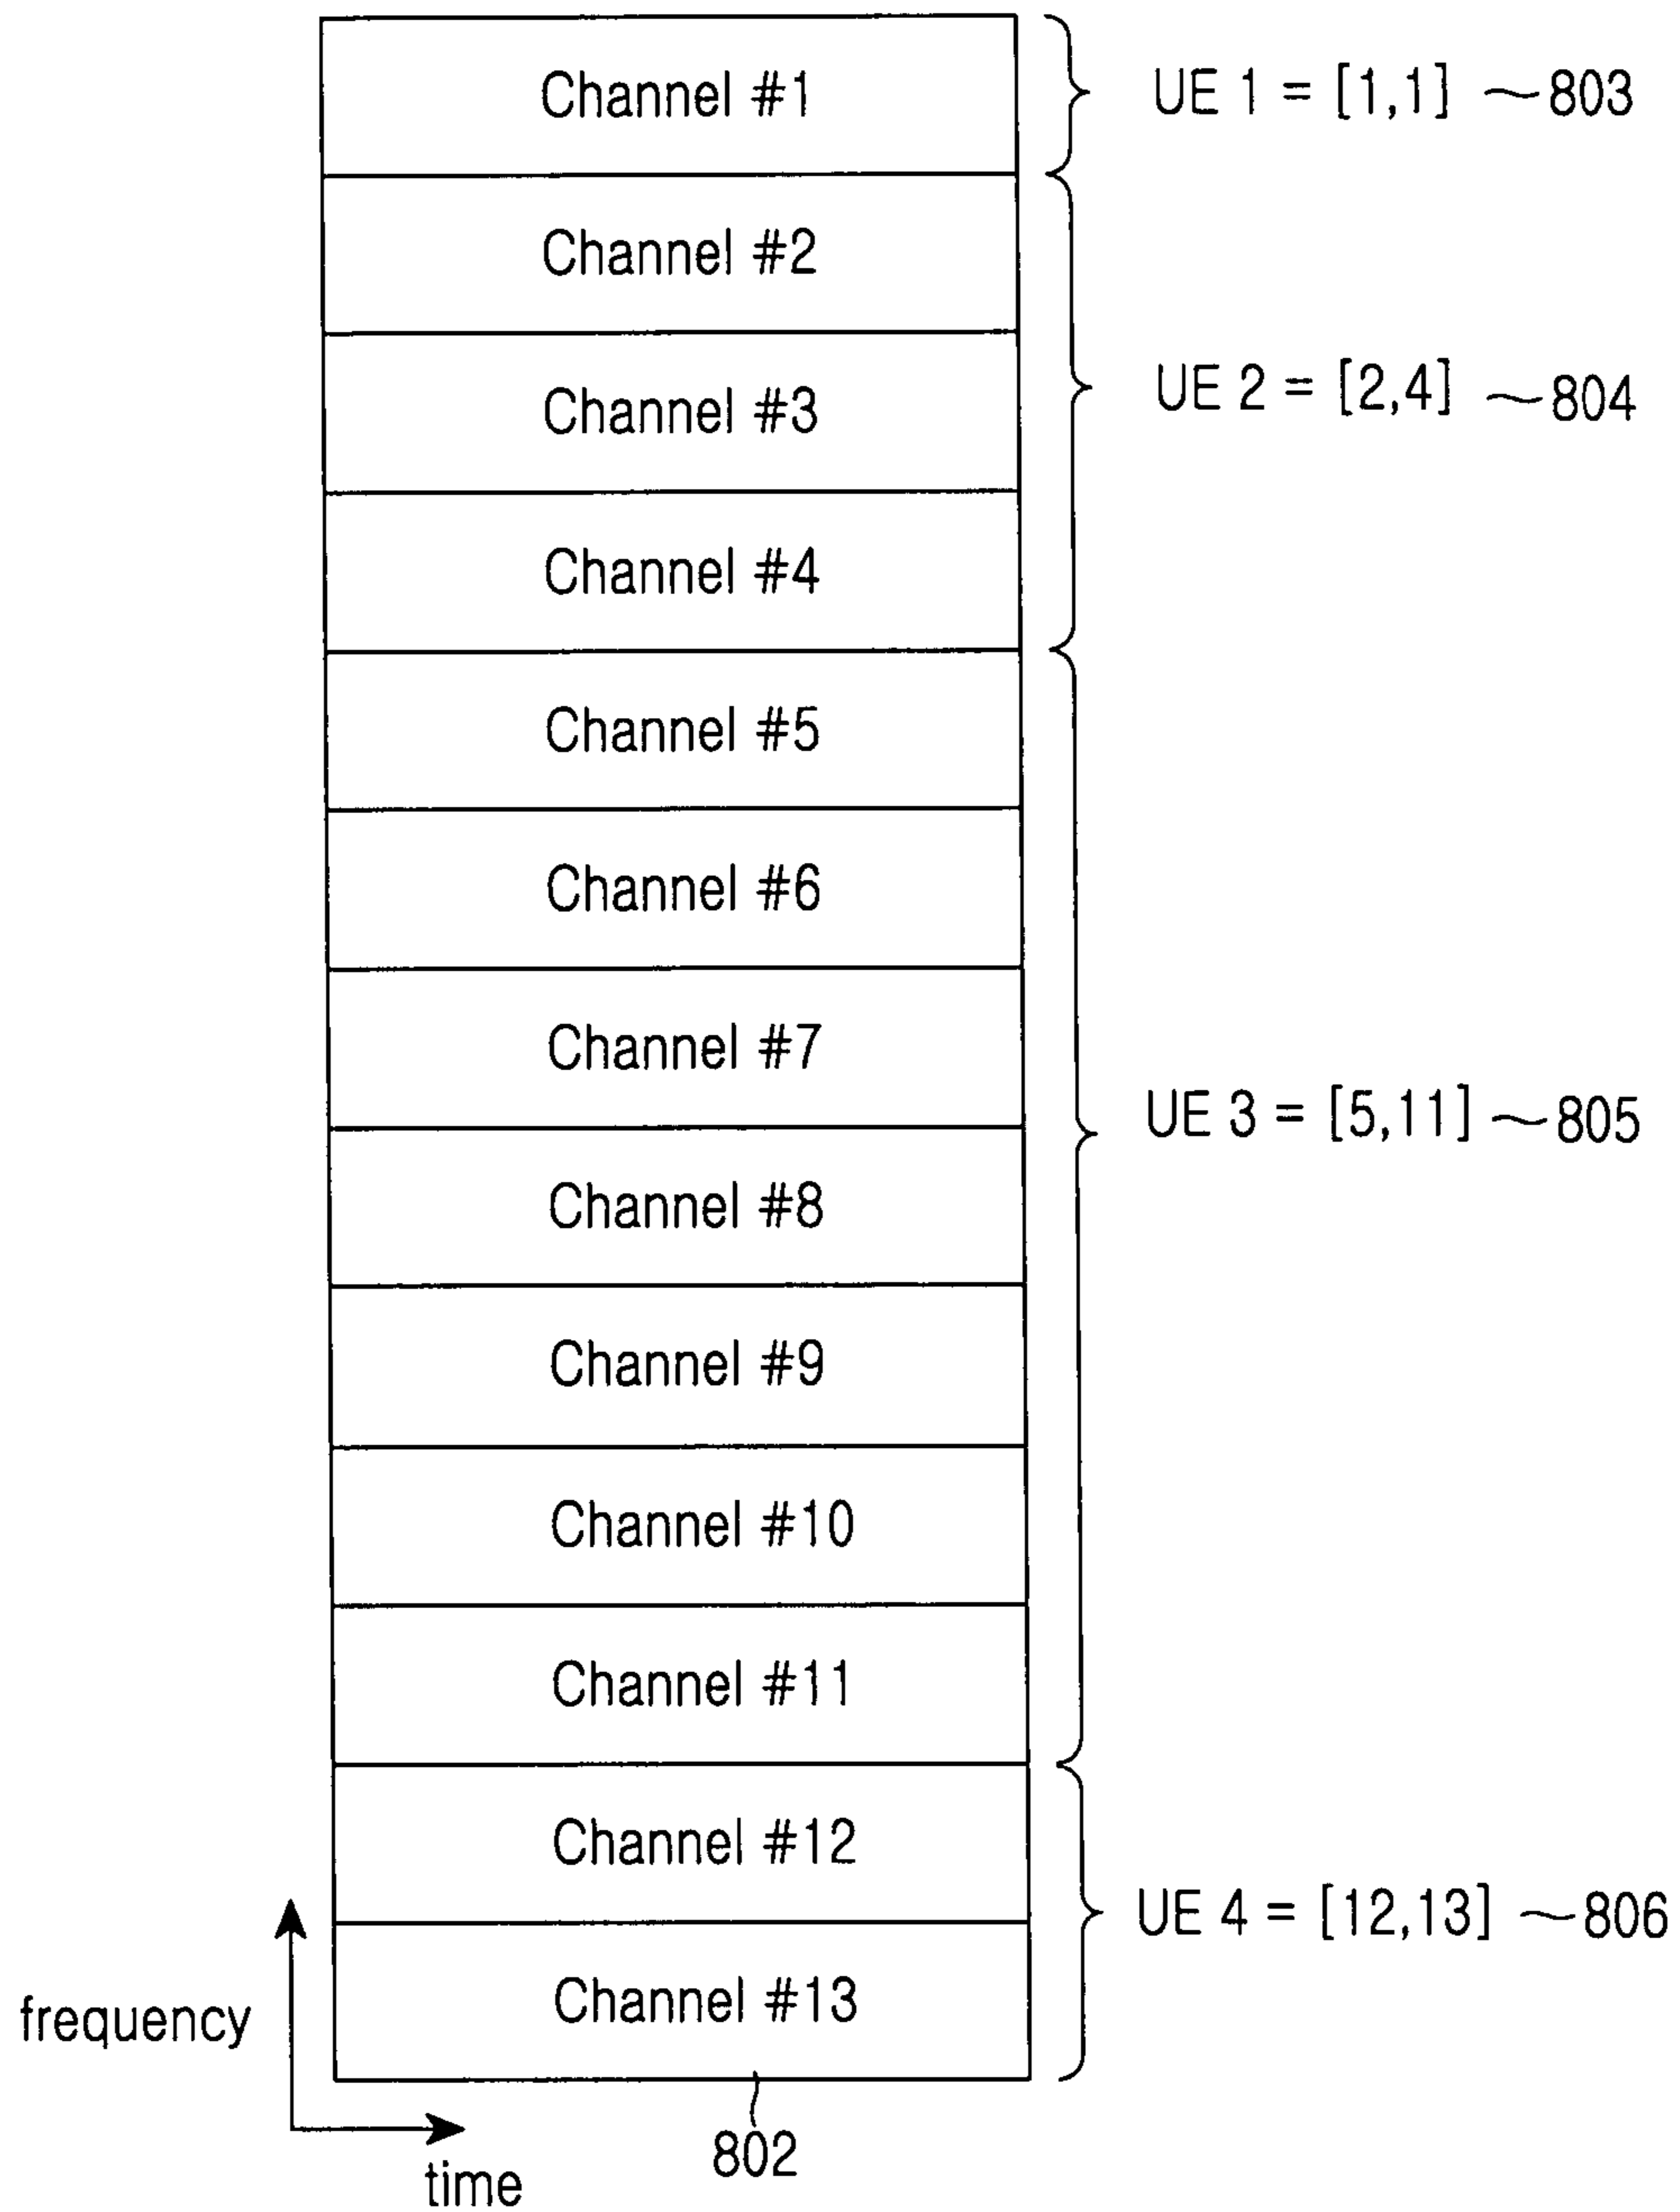 Channel #1
UE 1 = [1,1] 803
Channel #2
Channel #3
UE 2 = [2,4] 804
Channel #4
Channel #5
Channel #6
Channel #7
UE 3 = [5,11] 805
Channel #8
Channel #9
Channel #10
Channel #11
Channel #12
UE 4 = [12,13] 806
Channel #13
frequency
802
time